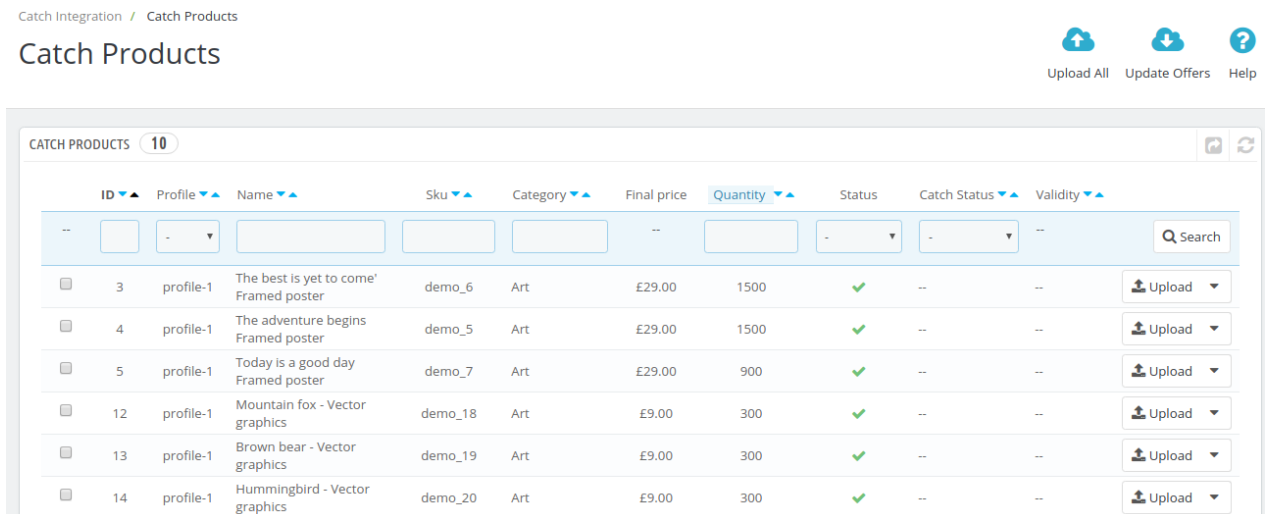 Catch Integration / Catch Products
Catch Products
Upload All Update Offers Help
CATCH PRODUCTS 10
ID Profile Name Sku Category Final price Quantity Status Catch Status Validity
-- - -- - - -- Search
3 profile-1 The best is yet to come' Framed poster demo_6 Art £29.00 1500 -- -- Upload
4 profile-1 The adventure begins Framed poster demo_5 Art £29.00 1500 -- -- Upload
5 profile-1 Today is a good day Framed poster demo_7 Art £29.00 900 -- -- Upload
12 profile-1 Mountain fox - Vector graphics demo_18 Art £9.00 300 -- -- Upload
13 profile-1 Brown bear - Vector graphics demo_19 Art £9.00 300 -- -- Upload
14 profile-1 Hummingbird - Vector graphics demo_20 Art £9.00 300 -- -- Upload